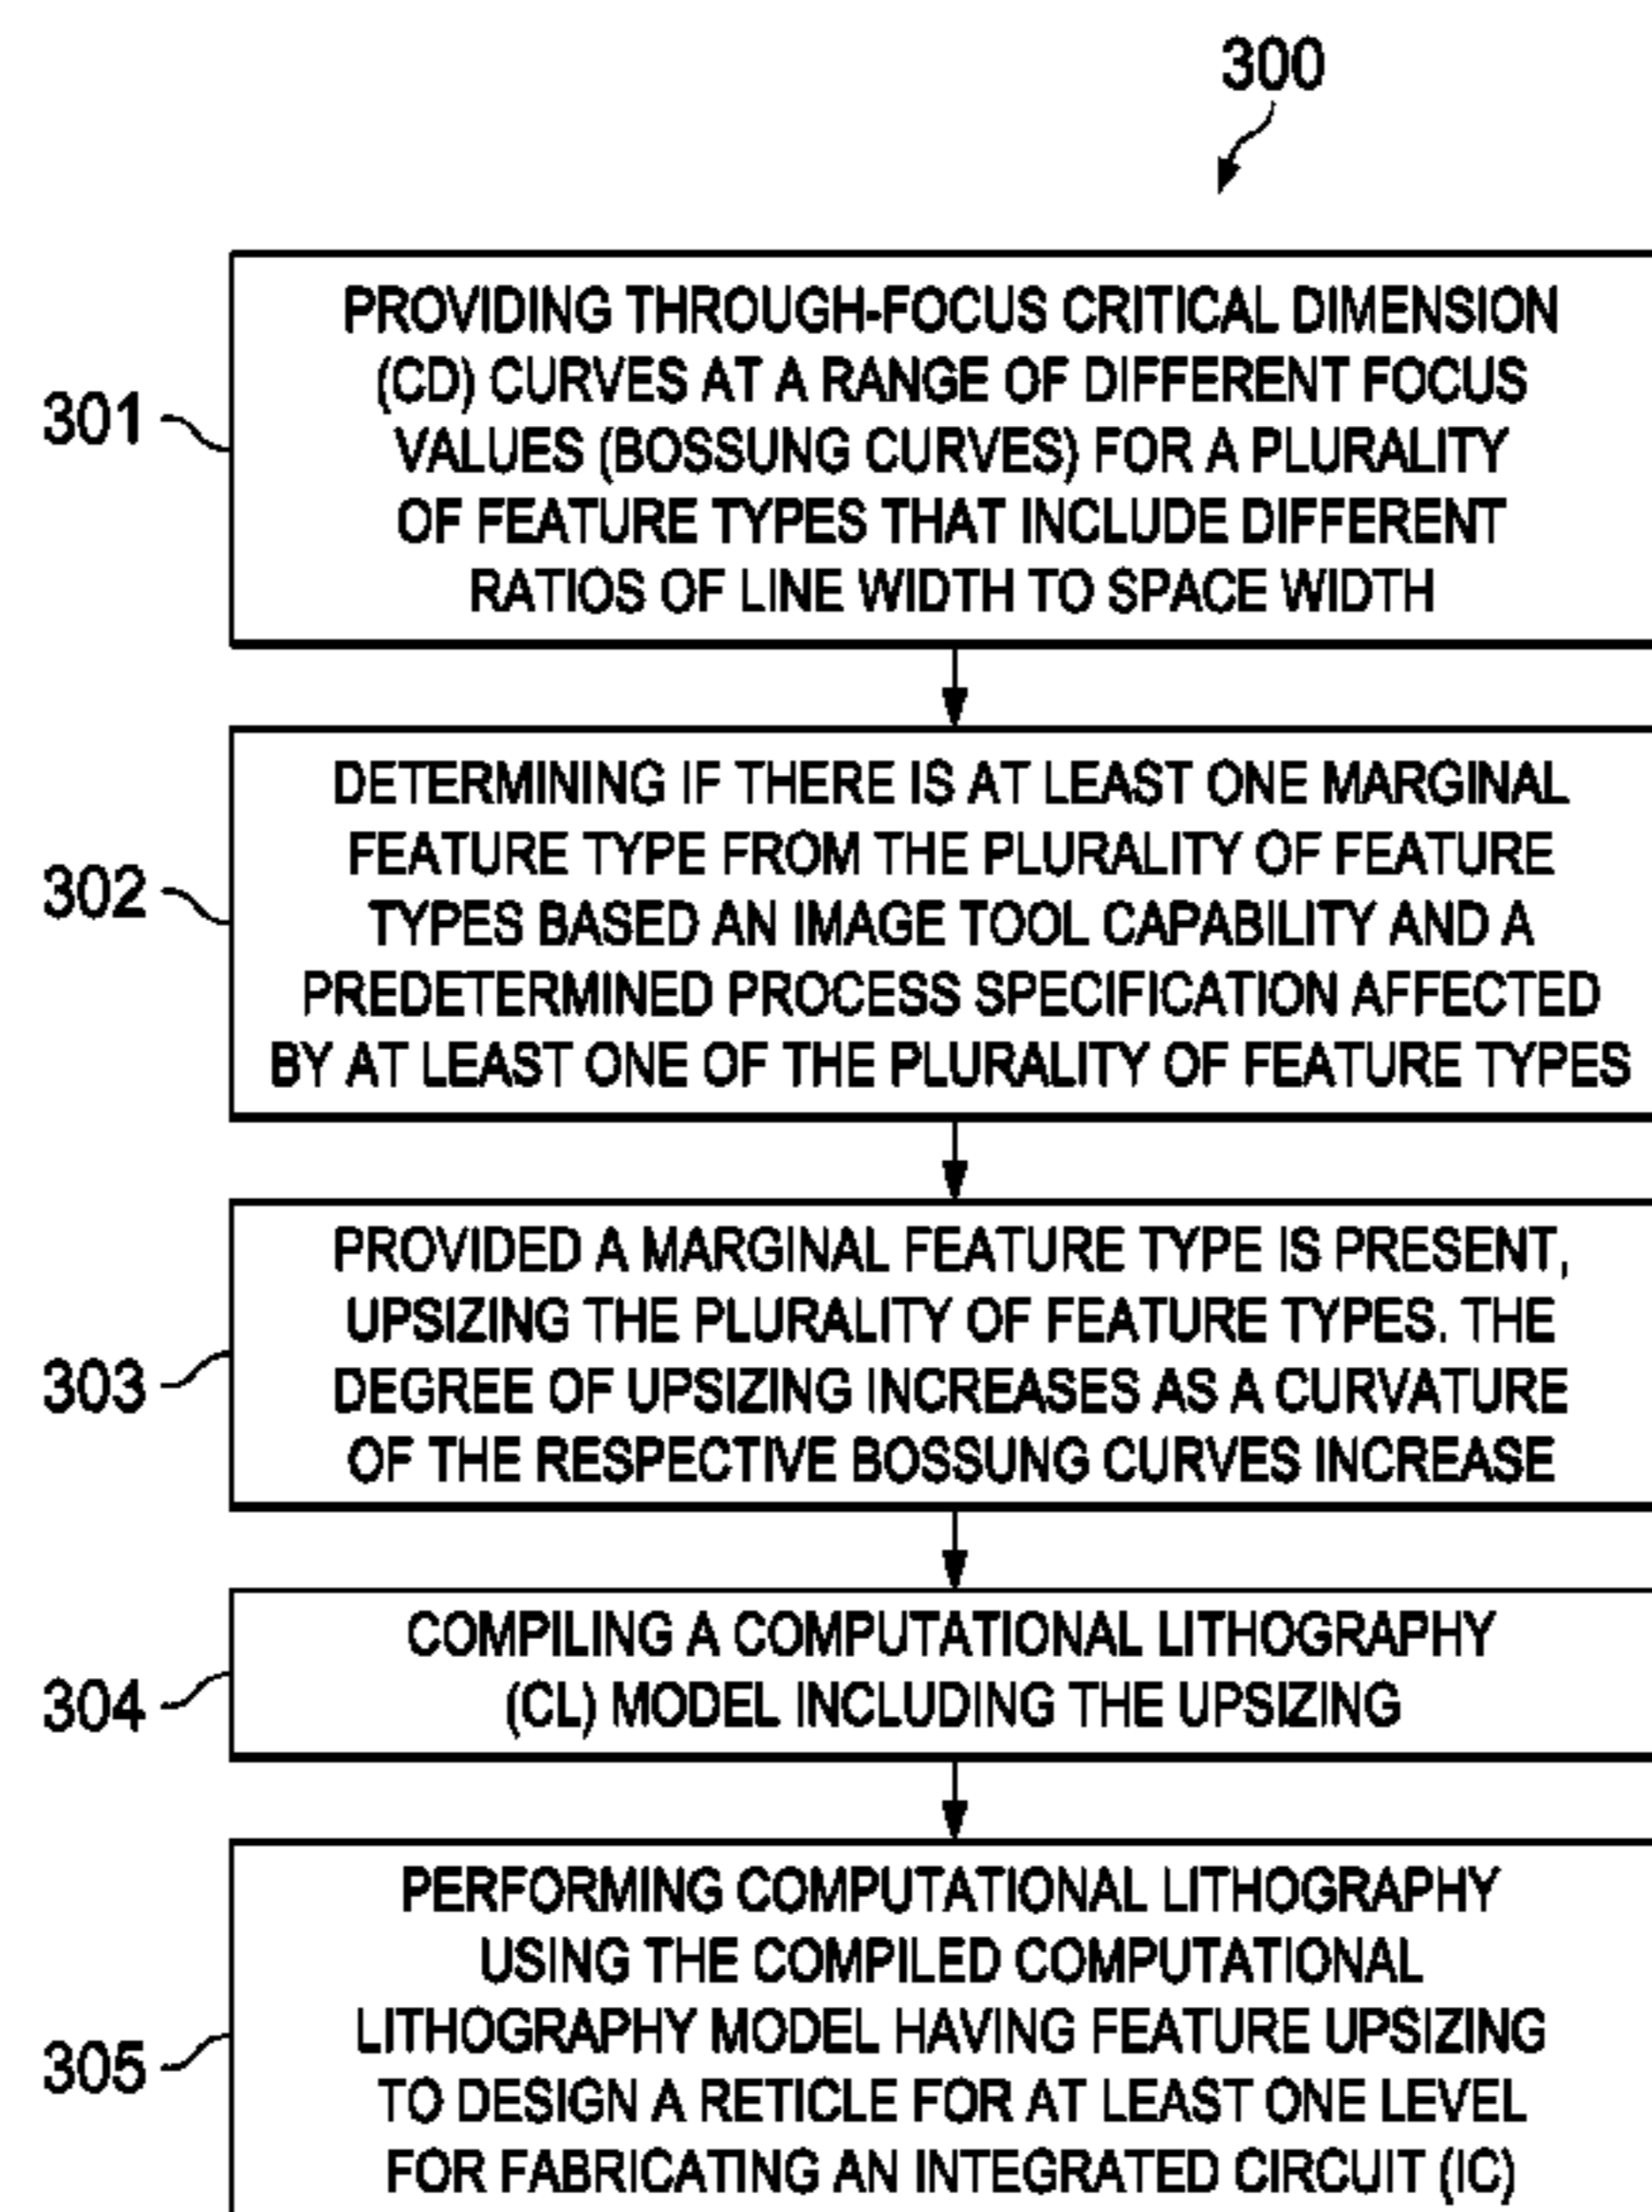 300
301
PROVIDING THROUGH-FOCUS CRITICAL DIMENSION
(CD) CURVES AT A RANGE OF DIFFERENT FOCUS
VALUES (BOSSUNG CURVES) FOR A PLURALITY
OF FEATURE TYPES THAT INCLUDE DIFFERENT
RATIOS OF LINE WIDTH TO SPACE WIDTH
302
DETERMINING IF THERE IS AT LEAST ONE MARGINAL
FEATURE TYPE FROM THE PLURALITY OF FEATURE
TYPES BASED AN IMAGE TOOL CAPABILITY AND A
PREDETERMINED PROCESS SPECIFICATION AFFECTED
BY AT LEAST ONE OF THE PLURALITY OF FEATURE TYPES
303
PROVIDED A MARGINAL FEATURE TYPE IS PRESENT,
UPSIZING THE PLURALITY OF FEATURE TYPES. THE
DEGREE OF UPSIZING INCREASES AS A CURVATURE
OF THE RESPECTIVE BOSSUNG CURVES INCREASE
304
COMPILING A COMPUTATIONAL LITHOGRAPHY
(CL) MODEL INCLUDING THE UPSIZING
305
PERFORMING COMPUTATIONAL LITHOGRAPHY
USING THE COMPILED COMPUTATIONAL
LITHOGRAPHY MODEL HAVING FEATURE UPSIZING
TO DESIGN A RETICLE FOR AT LEAST ONE LEVEL
FOR FABRICATING AN INTEGRATED CIRCUIT (IC)